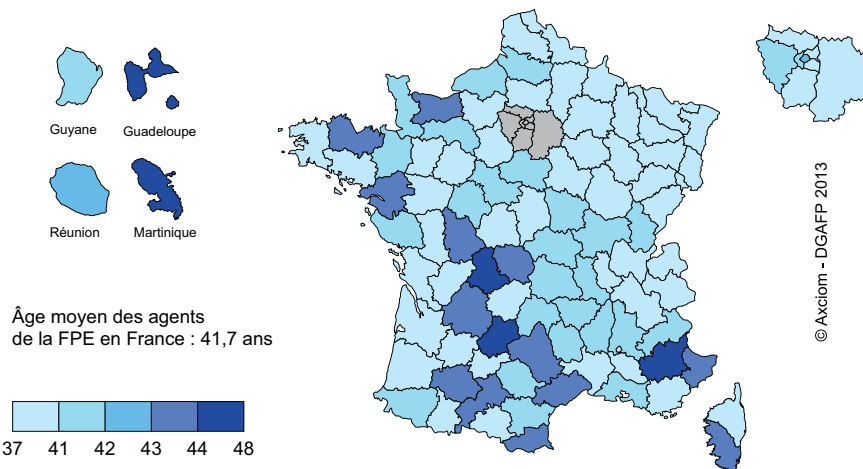 Guyane
Guadeloupe
Réunion
Martinique
Âge moyen des agents
de la FPE en France : 41,7 ans
37 41 42 43 44 48
© Axciom - DGAFP 2013